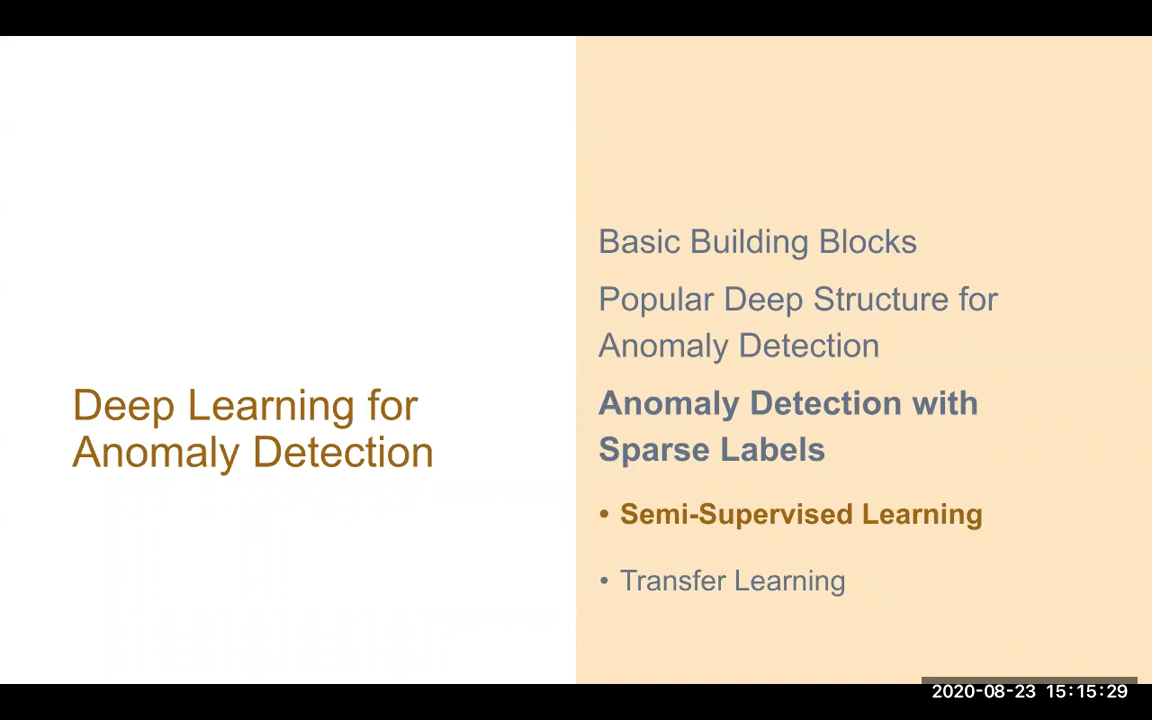 Deep Learning for
Anomaly Detection
Basic Building Blocks
Popular Deep Structure for
Anomaly Detection
Anomaly Detection with
Sparse Labels
• Semi-Supervised Learning
• Transfer Learning
2020-08-23 15:15:29